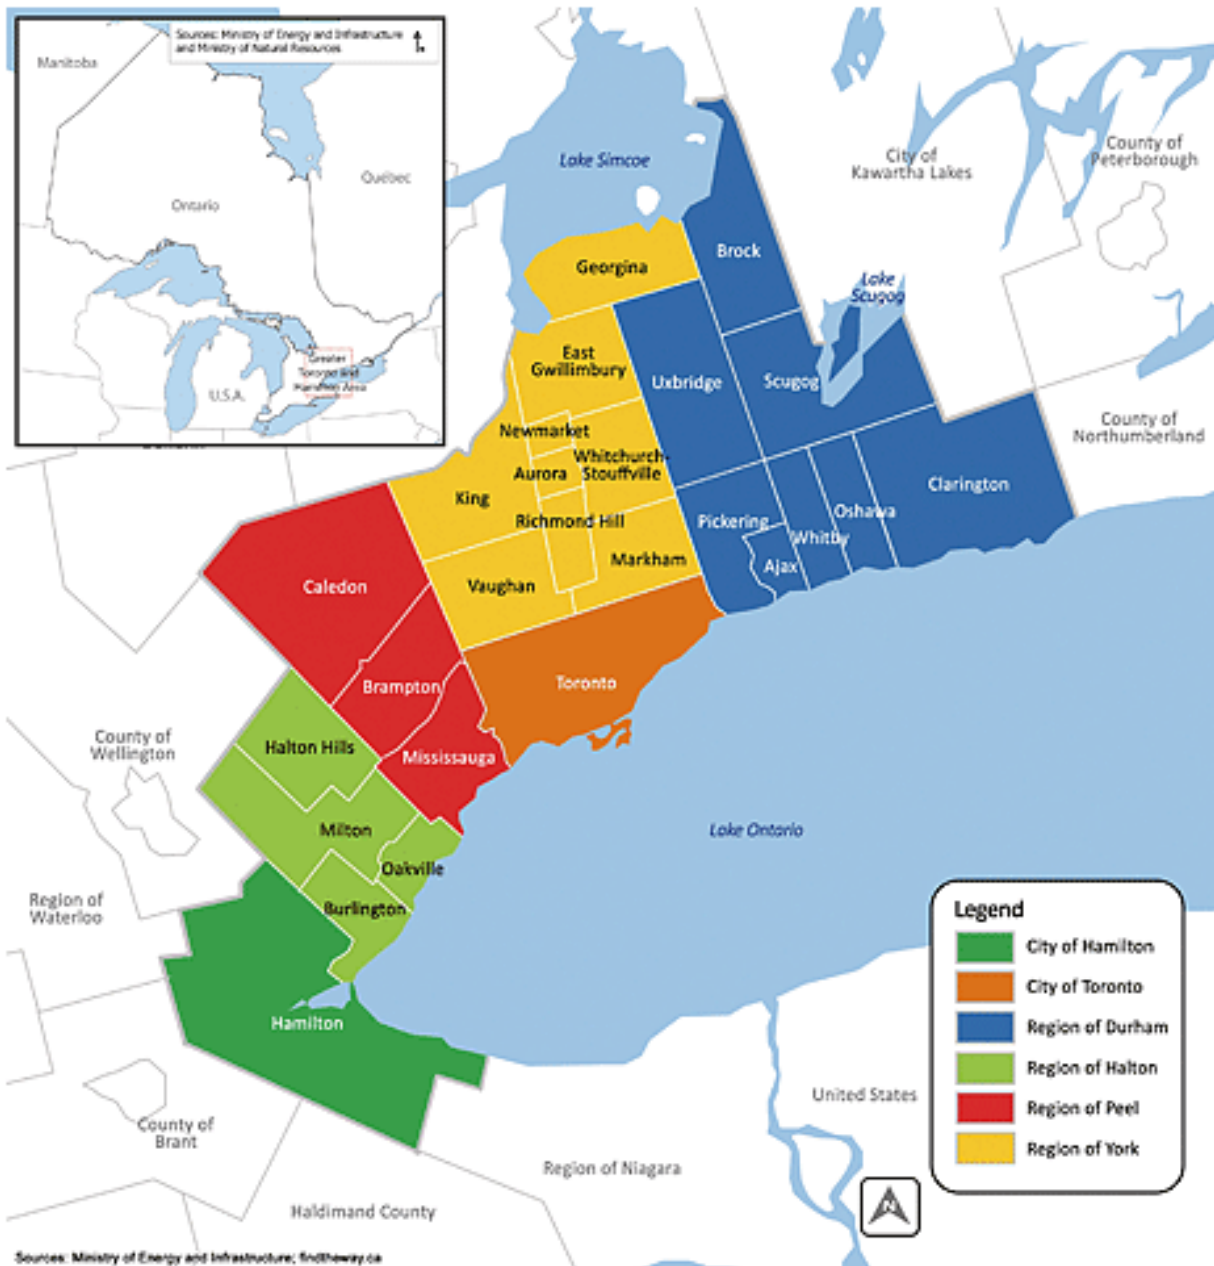 Sources: Ministry of Energy and Infrastructure
and Ministry of Natural Resources
Manitoba
Québec
Ontario
U.S.A.
Greater
Toronto and
Hamilton Area
Lake Simcoe
City of
Kawartha Lakes
County of
Peterborough
Brock
Georgina
Lake
Scugog
East
Gwillimbury
Uxbridge
Scugog
County of
Northumberland
Newmarket
Whitchurch-
Stouffville
Aurora
King
Clarington
Richmond Hill
Pickering
Oshawa
Whitby
Markham
Ajax
Vaughan
Caledon
Toronto
Brampton
Mississauga
County of
Wellington
Halton Hills
Milton
Lake Ontario
Oakville
Burlington
Region of
Waterloo
Hamilton
Legend
City of Hamilton
City of Toronto
Region of Durham
Region of Halton
Region of Peel
Region of York
United States
County of
Brant
Region of Niagara
Haldimand County
N
Sources: Ministry of Energy and Infrastructure; findtheway.ca